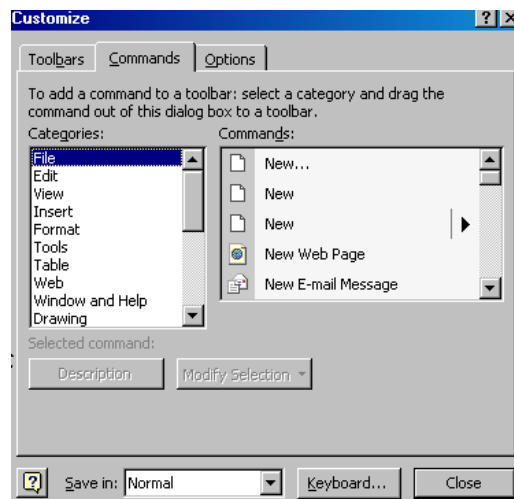 Customize
Toolbars Commands Options
To add a command to a toolbar: select a category and drag the
command out of this dialog box to a toolbar.
Categories: Commands:
File
Edit
View
Insert
Format
Tools
Table
Web
Window and Help
Drawing
New...
New
New
New Web Page
New E-mail Message
Selected command:
Description Modify Selection
Save in: Normal Keyboard... Close